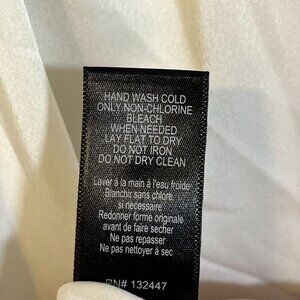 HAND WASH COLD
ONLY NON-CHLORINE
BLEACH
WHEN NEEDED
LAY FLAT TO DRY
DO NOT IRON
DO NOT DRY CLEAN
Laver à la main à l'eau froide
Blanchir sans chlore
si necessaire
Redonner forme originale
avant de faire sécher
Ne pas repasser
Ne pas nettoyer à sec
RN# 132447